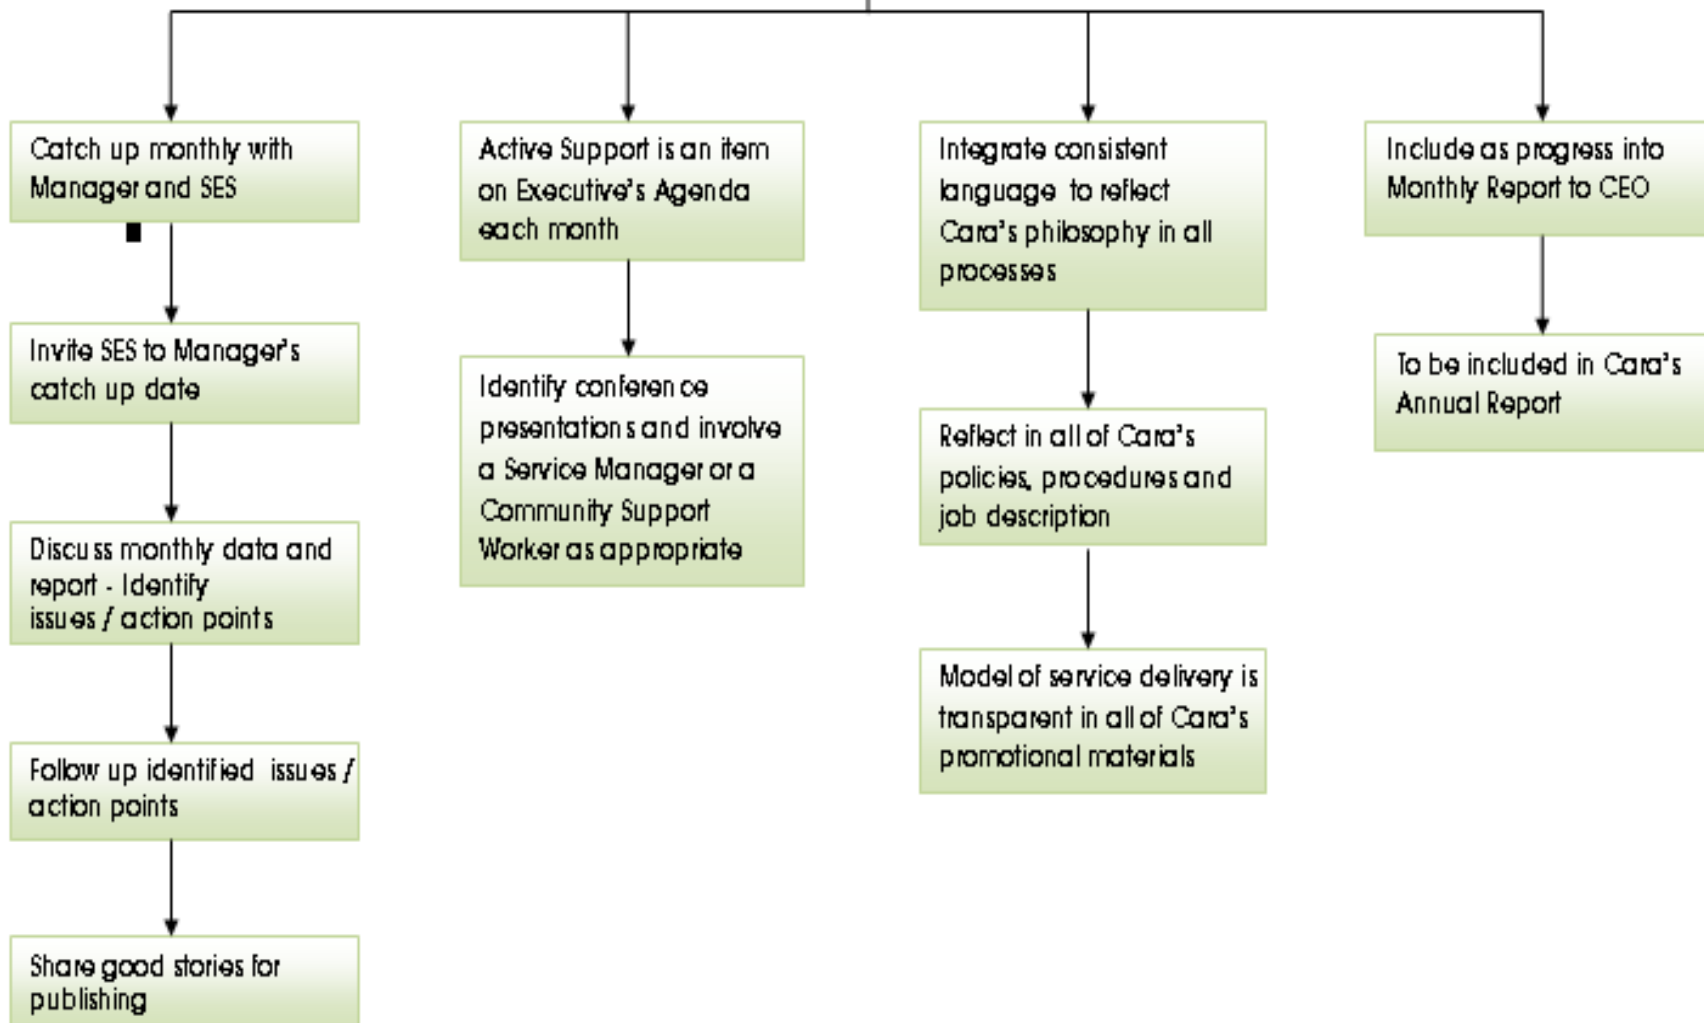 Catch up monthly with
Manager and SES
Invite SES to Manager's
catch up date
Discuss monthly data and
report - Identify
issues / action points
Follow up identified issues /
action points
Share good stories for
publishing
Active Support is an item
on Executive's Agenda
each month
Identify conference
presentations and involve
a Service Manager or a
Community Support
Worker as appropriate
Integrate consistent
language to reflect
Cara's philosophy in all
processes
Reflect in all of Cara's
policies, procedures and
job description
Model of service delivery is
transparent in all of Cara's
promotional materials
Include as progress into
Monthly Report to CEO
To be included in Cara's
Annual Report